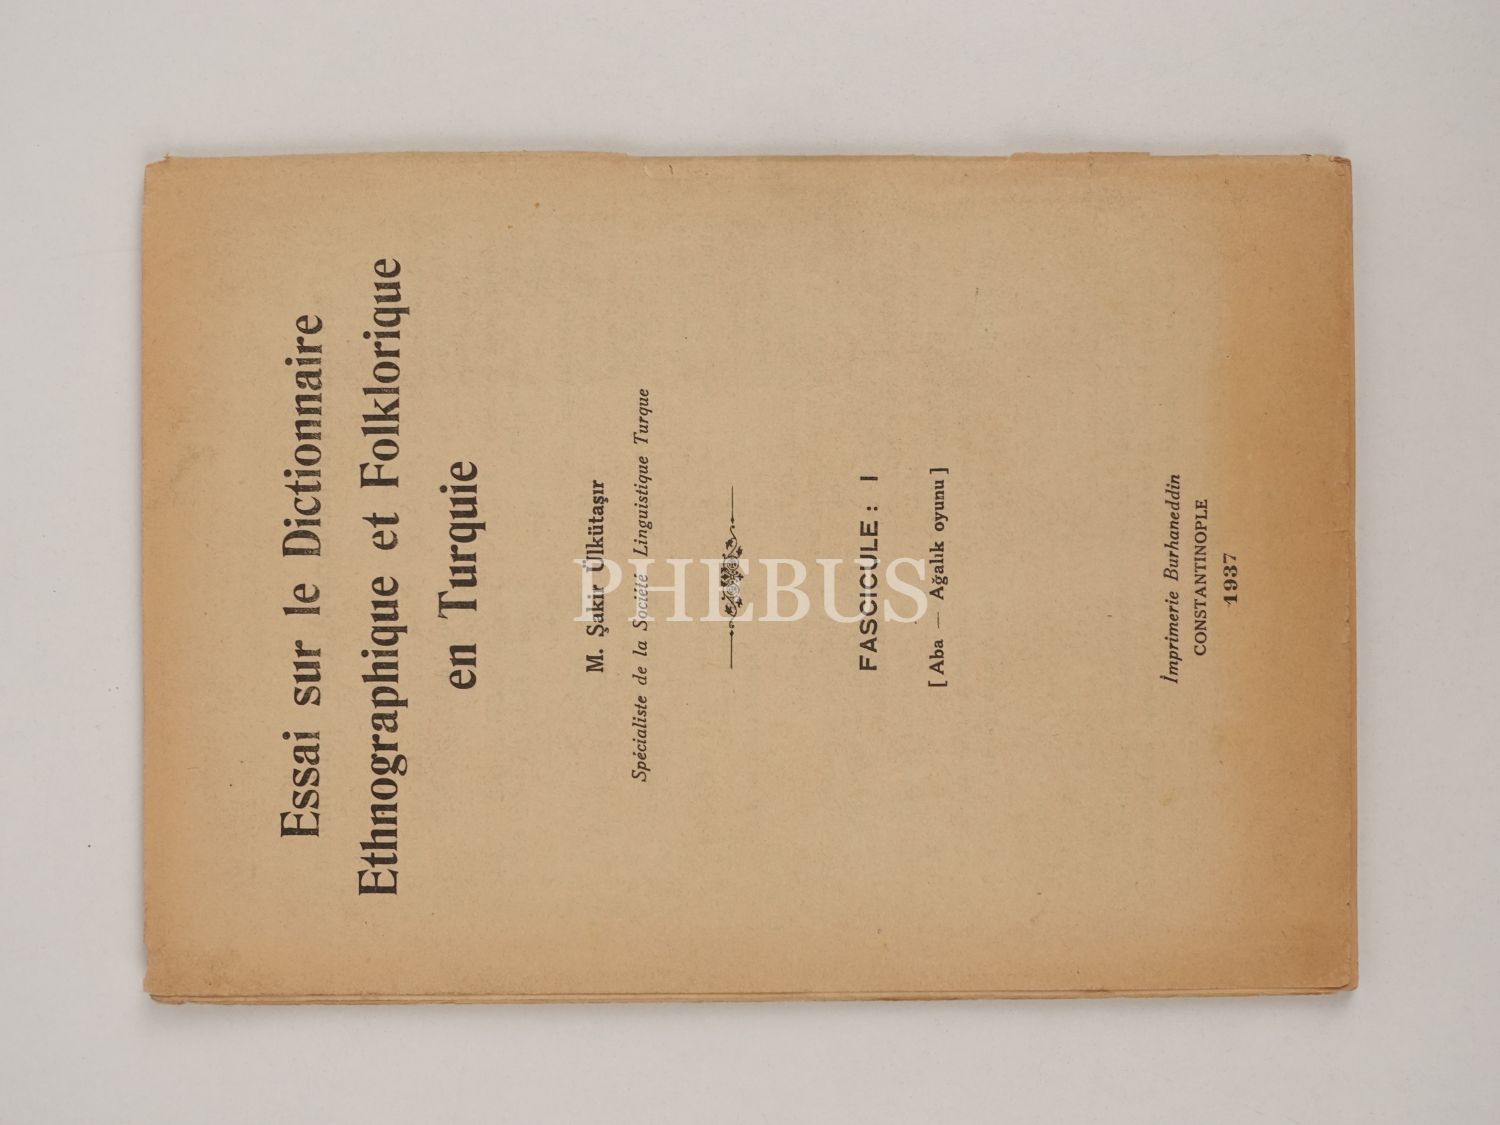 Essai sur le Dictionnaire
Ethnographique et Folklorique
en Turquie
M. Şakir Ülkütaşır
Spécialiste de la Société Linguistique Turque
PHEBUS
FASCICULE : I
[ Aba — Ağalık oyunu ]
İmprimerie Burhaneddin
CONSTANTINOPLE
1937